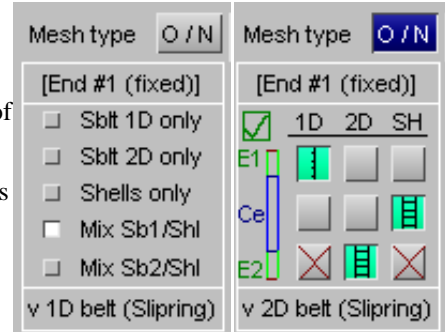 Mesh type O/N
[End #1 (fixed)]
Sblt 1D only
Sblt 2D only
Shells only
Mix Sb1/Shl
Mix Sb2/Shl
v 1D belt (Slipring)
Mesh type O/N
[End #1 (fixed)]
1D 2D SH
E1
Ce
E2
v 2D belt (Slipring)
of
s